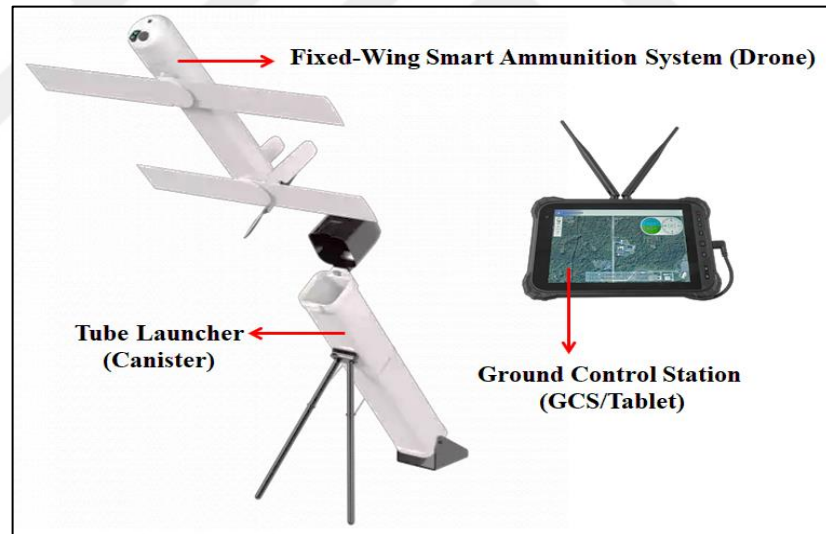 Fixed-Wing Smart Ammunition System (Drone)
Tube Launcher
(Canister)
Ground Control Station
(GCS/Tablet)